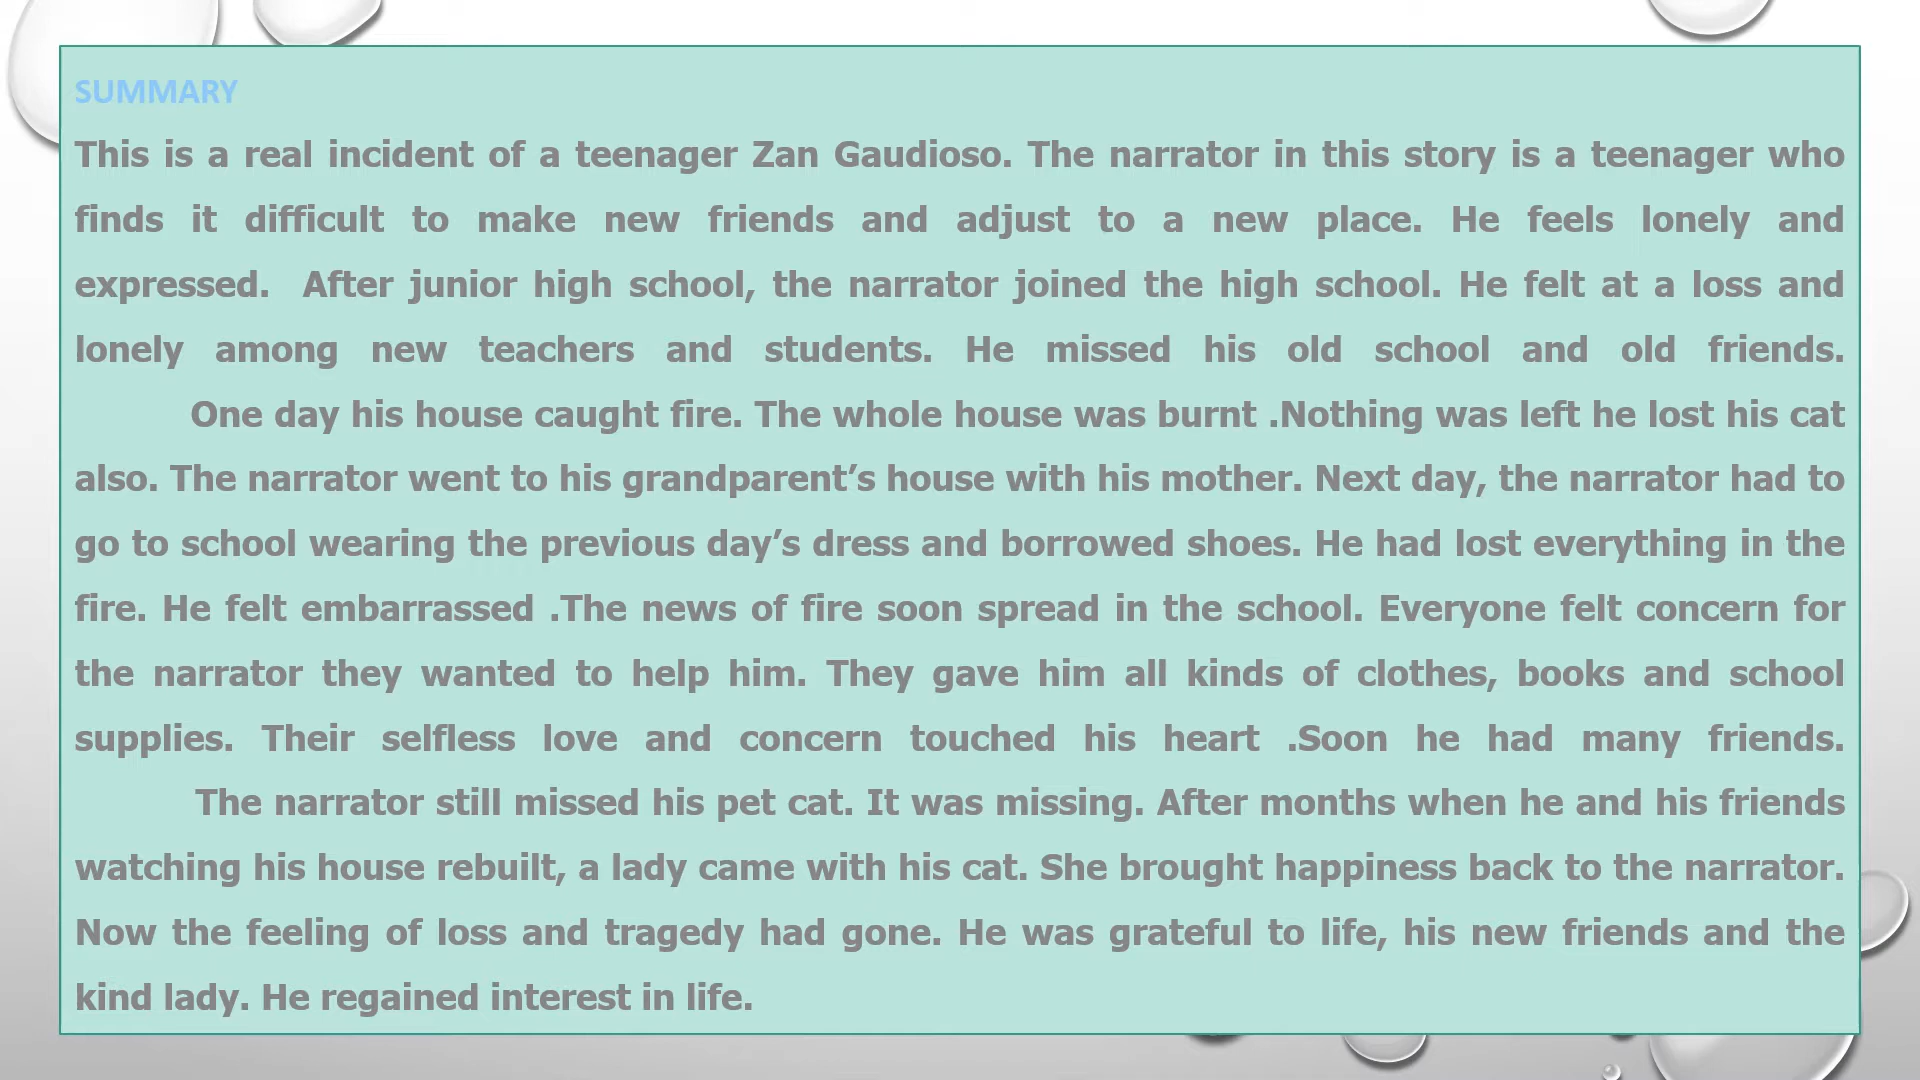 SUMMARY
This is a real incident of a teenager Zan Gaudioso. The narrator in this story is a teenager who
finds it difficult to make new friends and adjust to a new place. He feels lonely and
expressed.  After junior high school, the narrator joined the high school. He felt at a loss and
lonely among new teachers and students. He missed his old school and old friends.
One day his house caught fire. The whole house was burnt .Nothing was left he lost his cat
also. The narrator went to his grandparent’s house with his mother. Next day, the narrator had to
go to school wearing the previous day’s dress and borrowed shoes. He had lost everything in the
fire. He felt embarrassed .The news of fire soon spread in the school. Everyone felt concern for
the narrator they wanted to help him. They gave him all kinds of clothes, books and school
supplies. Their selfless love and concern touched his heart .Soon he had many friends.
The narrator still missed his pet cat. It was missing. After months when he and his friends
watching his house rebuilt, a lady came with his cat. She brought happiness back to the narrator.
Now the feeling of loss and tragedy had gone. He was grateful to life, his new friends and the
kind lady. He regained interest in life.